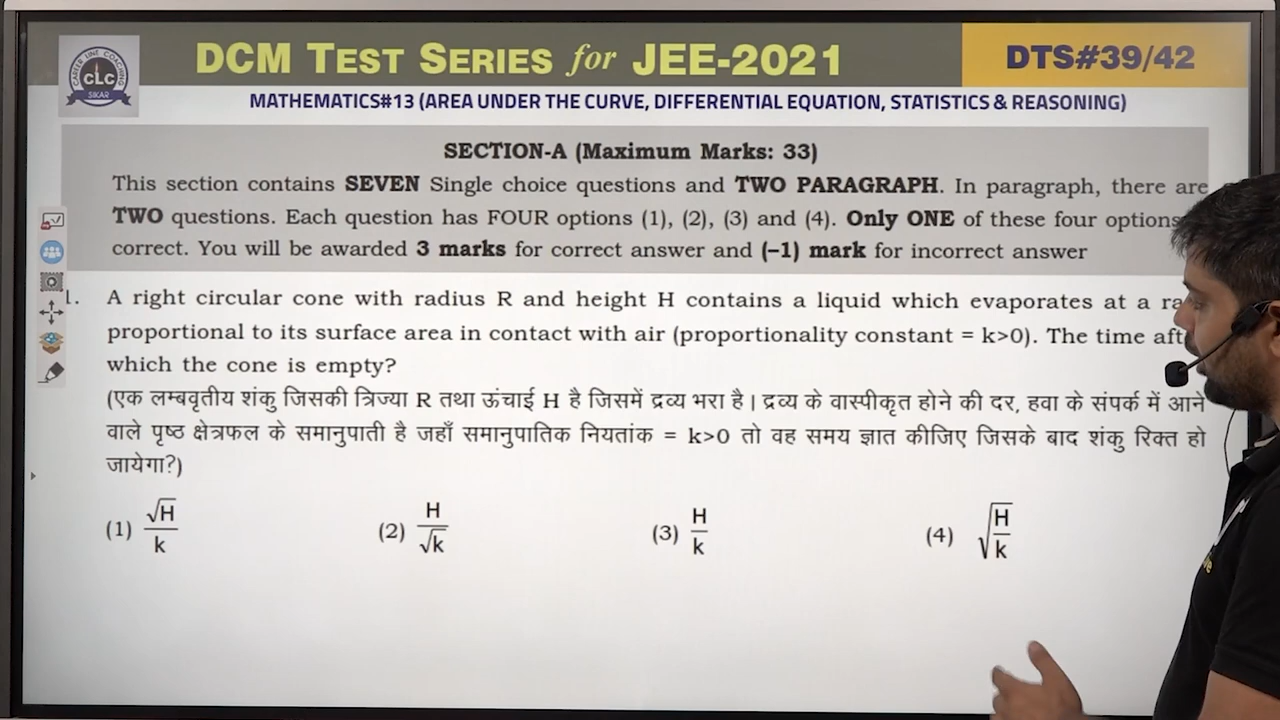 DCM TEST SERIES for JEE-2021
DTS#39/42
CAREER LINE COACHING
CLC
SIKAR
MATHEMATICS#13 (AREA UNDER THE CURVE, DIFFERENTIAL EQUATION, STATISTICS & REASONING)
SECTION-A (Maximum Marks: 33)
This section contains SEVEN Single choice questions and TWO PARAGRAPH. In paragraph, there are
TWO questions. Each question has FOUR options (1), (2), (3) and (4). Only ONE of these four options
correct. You will be awarded 3 marks for correct answer and (–1) mark for incorrect answer
1. A right circular cone with radius R and height H contains a liquid which evaporates at a
proportional to its surface area in contact with air (proportionality constant = k>0). The time
which the cone is empty?
(एक लम्बवृतीय शंकु जिसकी त्रिज्या R तथा ऊंचाई H है जिसमें द्रव्य भरा है। द्रव्य के वास्पीकृत होने की दर, हवा के संपर्क में आने
वाले पृष्ठ क्षेत्रफल के समानुपाती है जहाँ समानुपातिक नियतांक = k>0 तो वह समय ज्ञात कीजिए जिसके बाद शंकु रिक्त हो
जायेगा?)
(1) √H/k (2) H/√k (3) H/k (4) √(H/k)